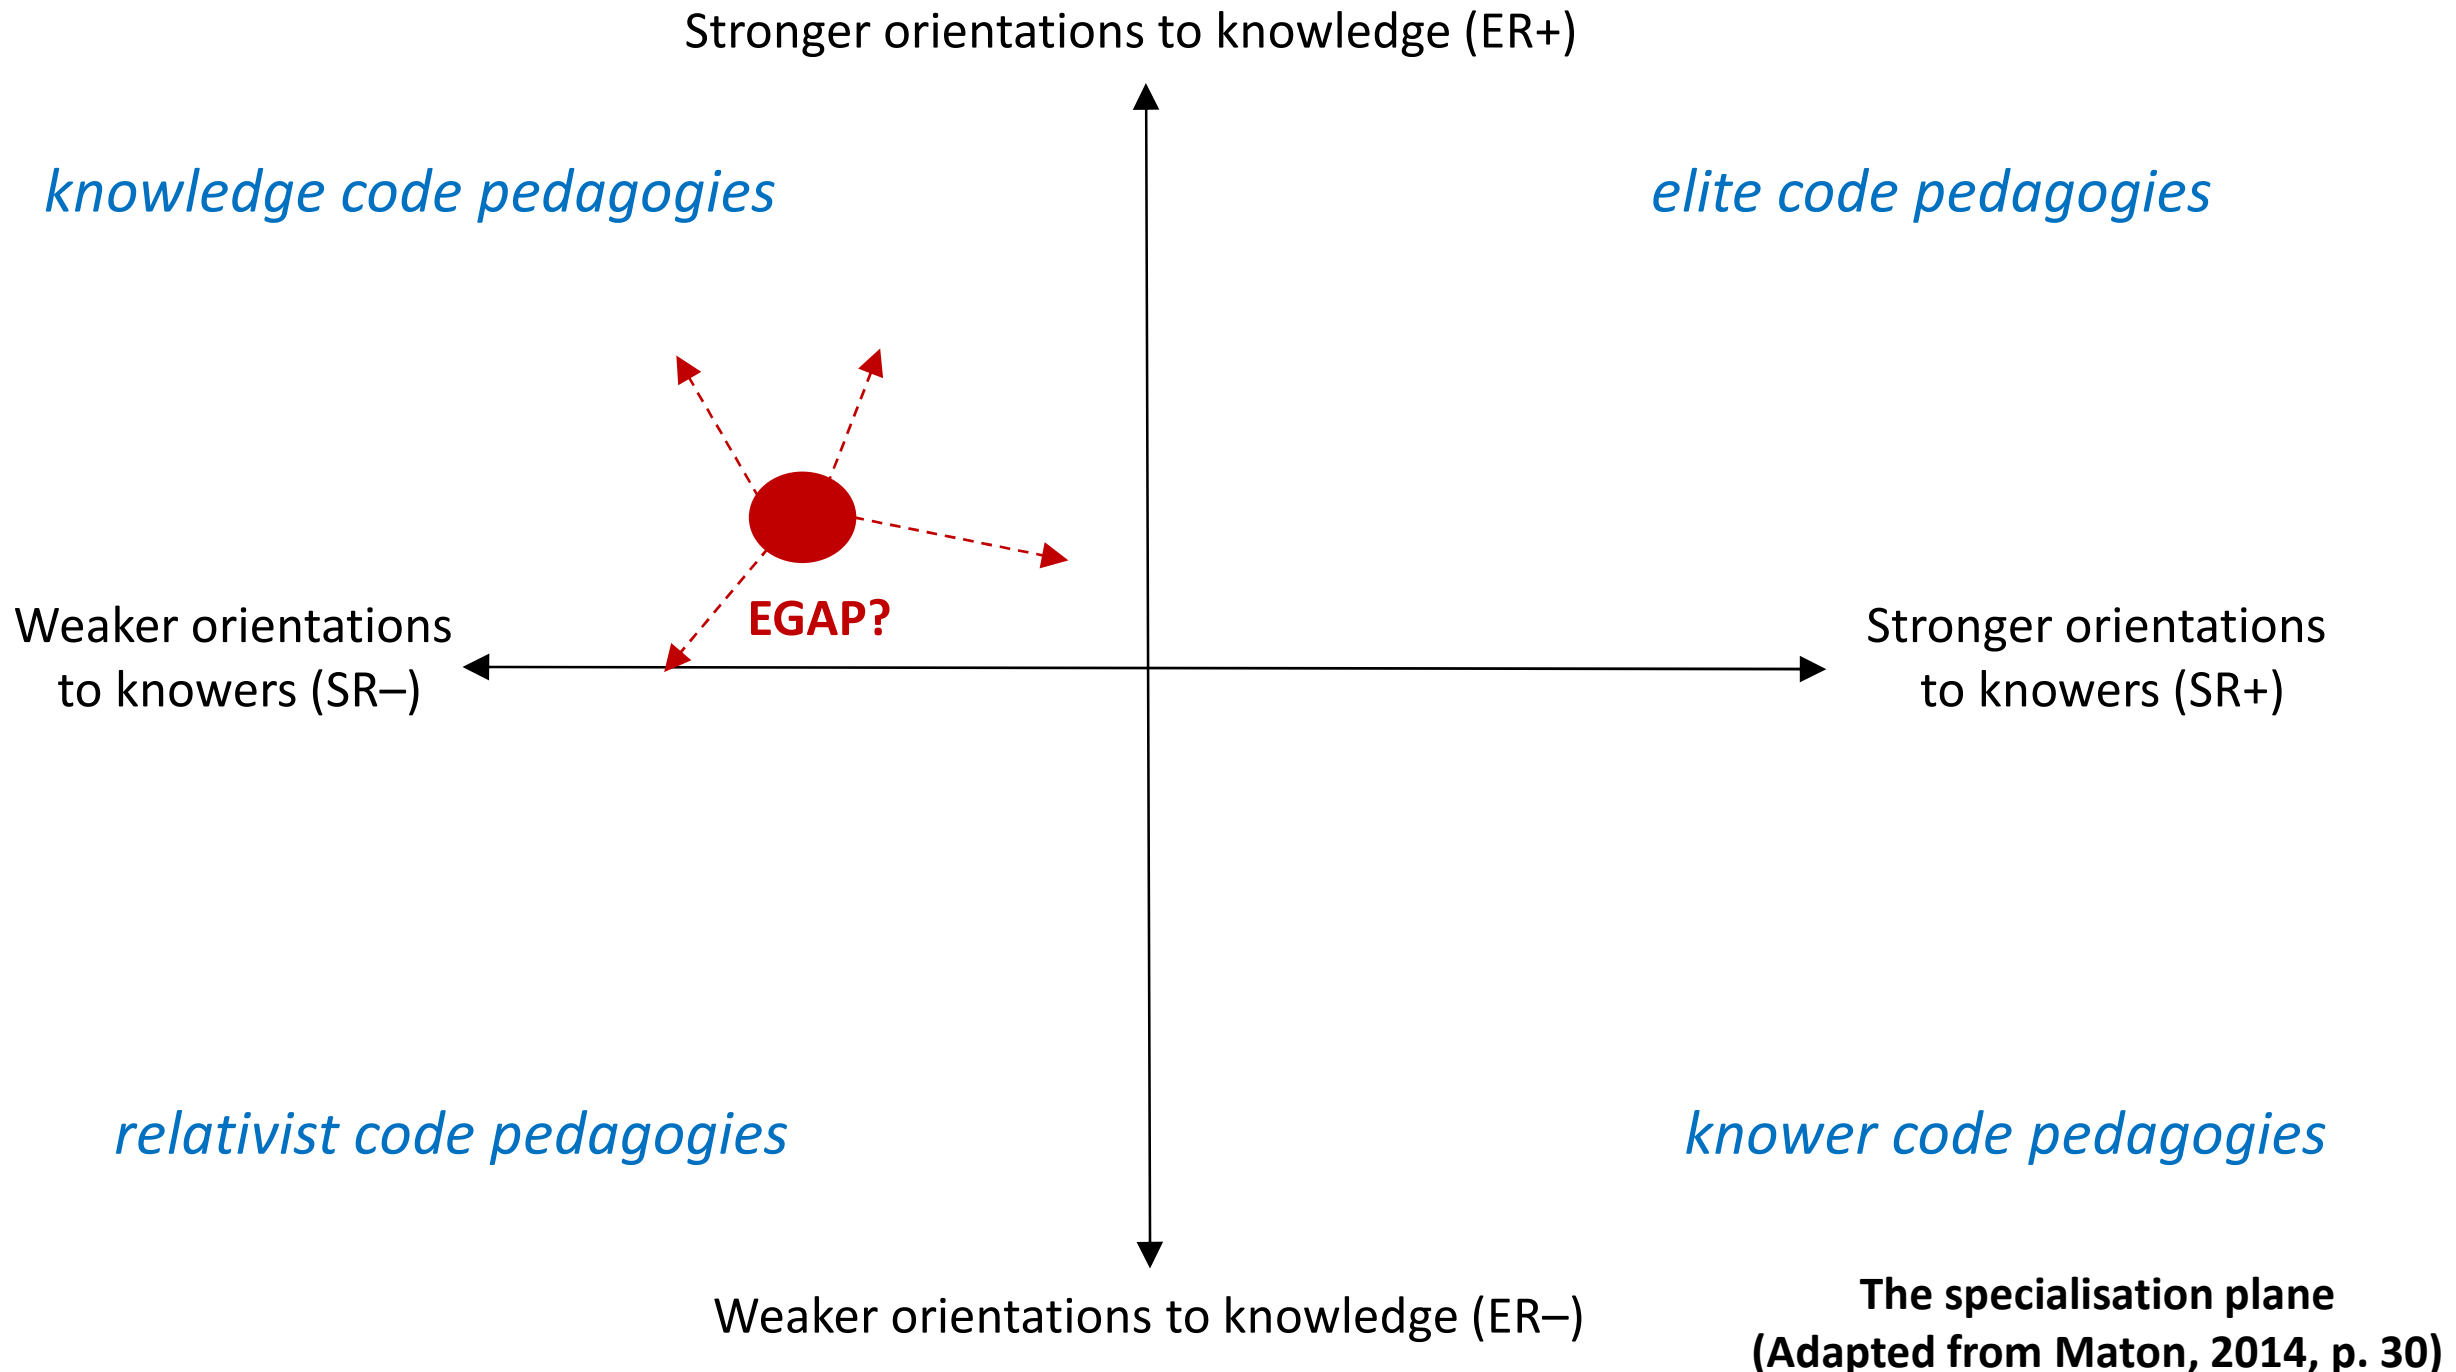 Stronger orientations to knowledge (ER+)
knowledge code pedagogies
elite code pedagogies
EGAP?
Weaker orientations
to knowers (SR–)
Stronger orientations
to knowers (SR+)
relativist code pedagogies
knower code pedagogies
Weaker orientations to knowledge (ER–)
The specialisation plane
(Adapted from Maton, 2014, p. 30)